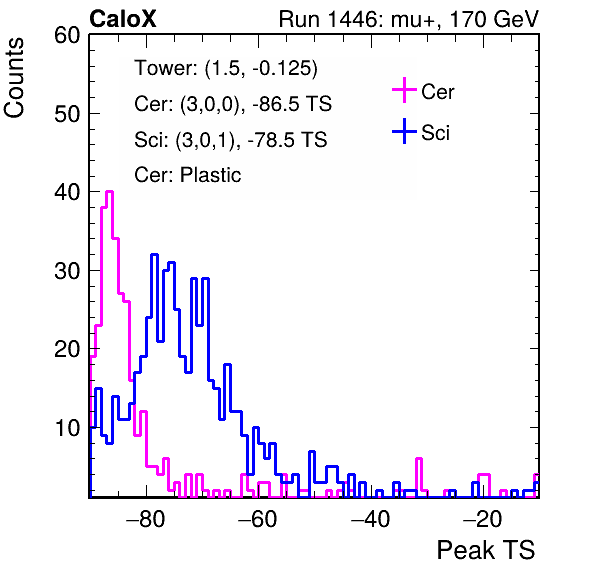 CaloX Run 1446: mu+, 170 GeV
Counts
60
50
40
30
20
10
Tower: (1.5, -0.125)
Cer: (3,0,0), -86.5 TS
Sci: (3,0,1), -78.5 TS
Cer: Plastic
Cer
Sci
−80 −60 −40 −20
Peak TS